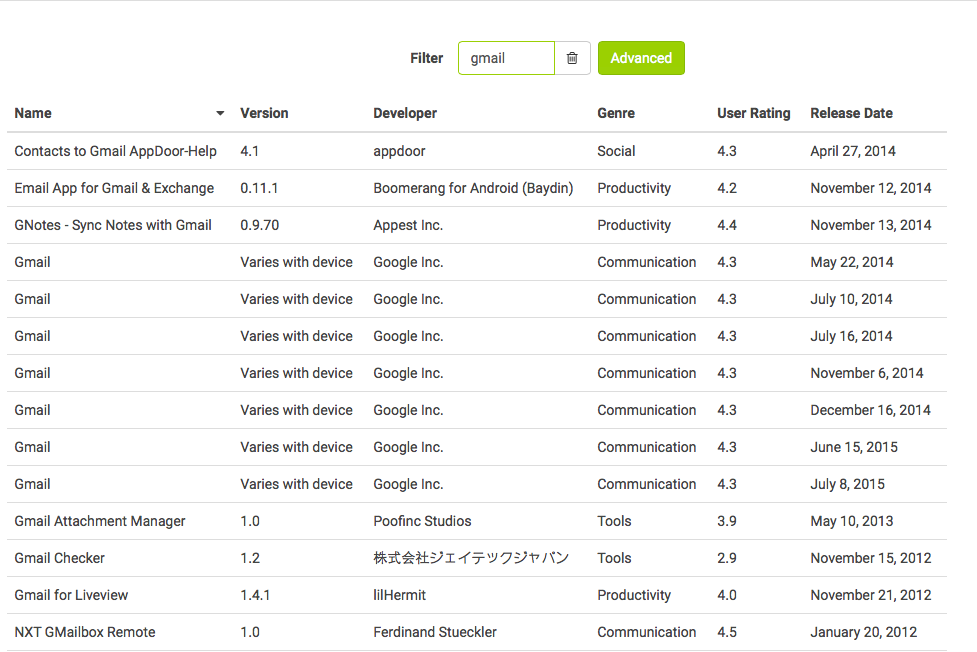 Filter gmail Advanced
Name Version Developer Genre User Rating Release Date
Contacts to Gmail AppDoor-Help 4.1 appdoor Social 4.3 April 27, 2014
Email App for Gmail & Exchange 0.11.1 Boomerang for Android (Baydin) Productivity 4.2 November 12, 2014
GNotes - Sync Notes with Gmail 0.9.70 Appest Inc. Productivity 4.4 November 13, 2014
Gmail Varies with device Google Inc. Communication 4.3 May 22, 2014
Gmail Varies with device Google Inc. Communication 4.3 July 10, 2014
Gmail Varies with device Google Inc. Communication 4.3 July 16, 2014
Gmail Varies with device Google Inc. Communication 4.3 November 6, 2014
Gmail Varies with device Google Inc. Communication 4.3 December 16, 2014
Gmail Varies with device Google Inc. Communication 4.3 June 15, 2015
Gmail Varies with device Google Inc. Communication 4.3 July 8, 2015
Gmail Attachment Manager 1.0 Poofinc Studios Tools 3.9 May 10, 2013
Gmail Checker 1.2 株式会社ジェイテックジャパン Tools 2.9 November 15, 2012
Gmail for Liveview 1.4.1 lilHermit Productivity 4.0 November 21, 2012
NXT GMailbox Remote 1.0 Ferdinand Stueckler Communication 4.5 January 20, 2012